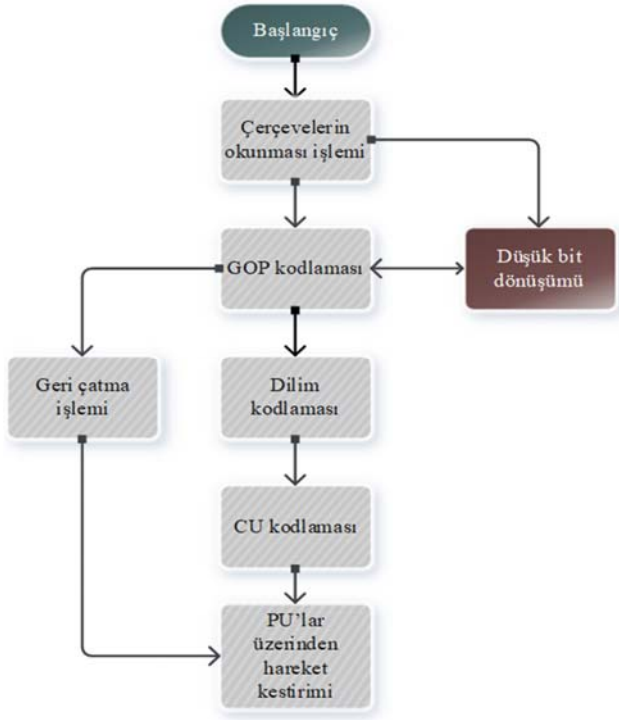 Başlangıç
Çerçevelerin
okunması işlemi
GOP kodlaması
Düşük bit
dönüşümü
Geri çatma
işlemi
Dilim
kodlaması
CU kodlaması
PU’lar
üzerinden
hareket
kestirimi